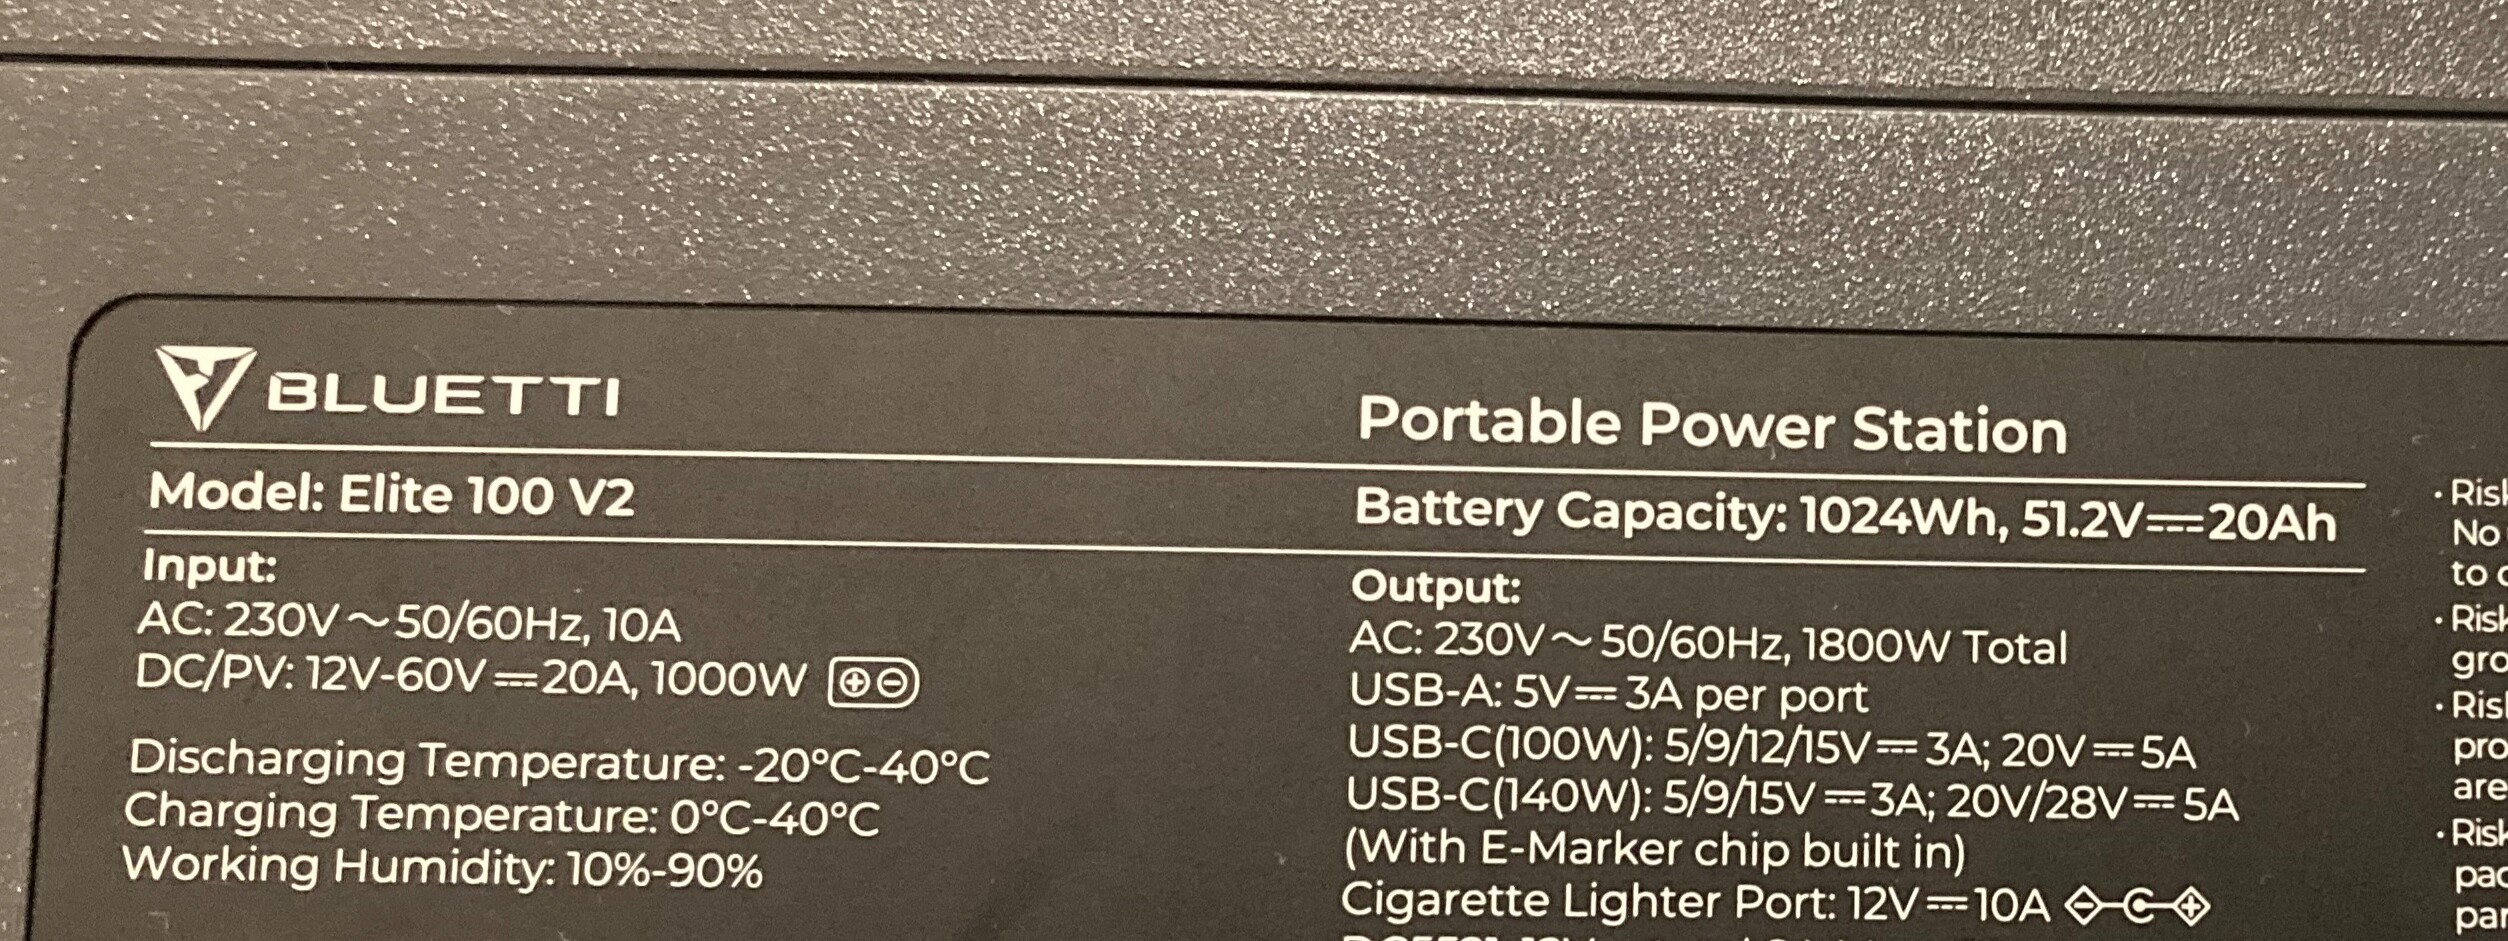 BLUETTI
Portable Power Station
Model: Elite 100 V2
Battery Capacity: 1024Wh, 51.2V⎓20Ah
Input:
AC: 230V～50/60Hz, 10A
DC/PV: 12V-60V⎓20A, 1000W
Discharging Temperature: -20°C-40°C
Charging Temperature: 0°C-40°C
Working Humidity: 10%-90%
Output:
AC: 230V～50/60Hz, 1800W Total
USB-A: 5V⎓3A per port
USB-C(100W): 5/9/12/15V⎓3A; 20V⎓5A
USB-C(140W): 5/9/15V⎓3A; 20V/28V⎓5A
(With E-Marker chip built in)
Cigarette Lighter Port: 12V⎓10A
No
to